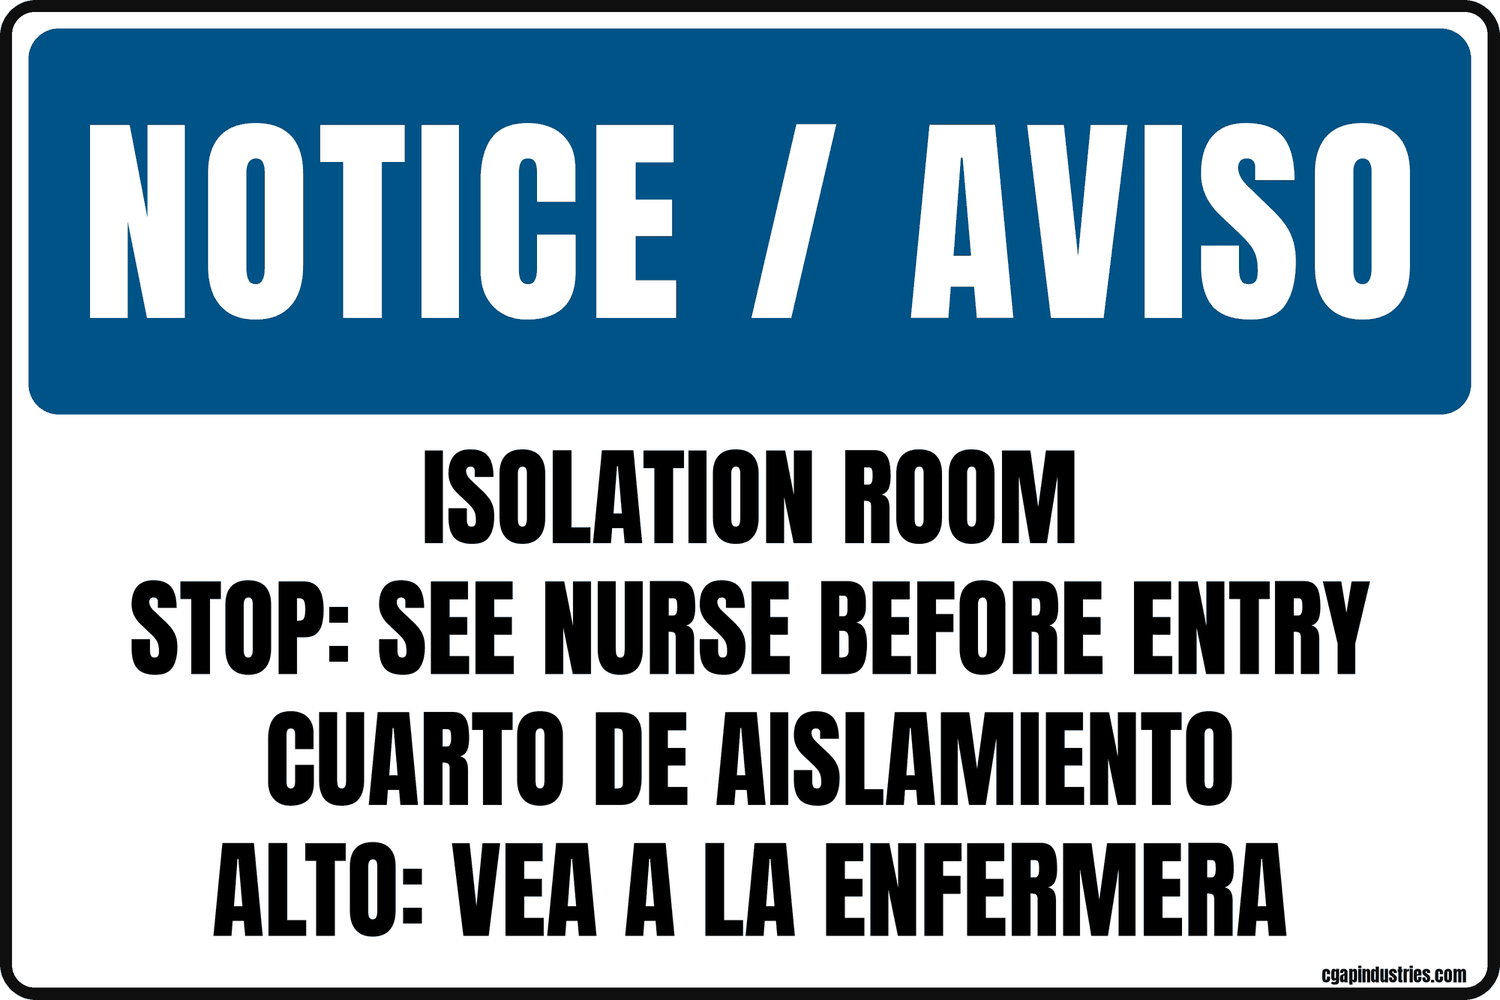 NOTICE / AVISO
ISOLATION ROOM
STOP: SEE NURSE BEFORE ENTRY
CUARTO DE AISLAMIENTO
ALTO: VEA A LA ENFERMERA
cgapindustries.com